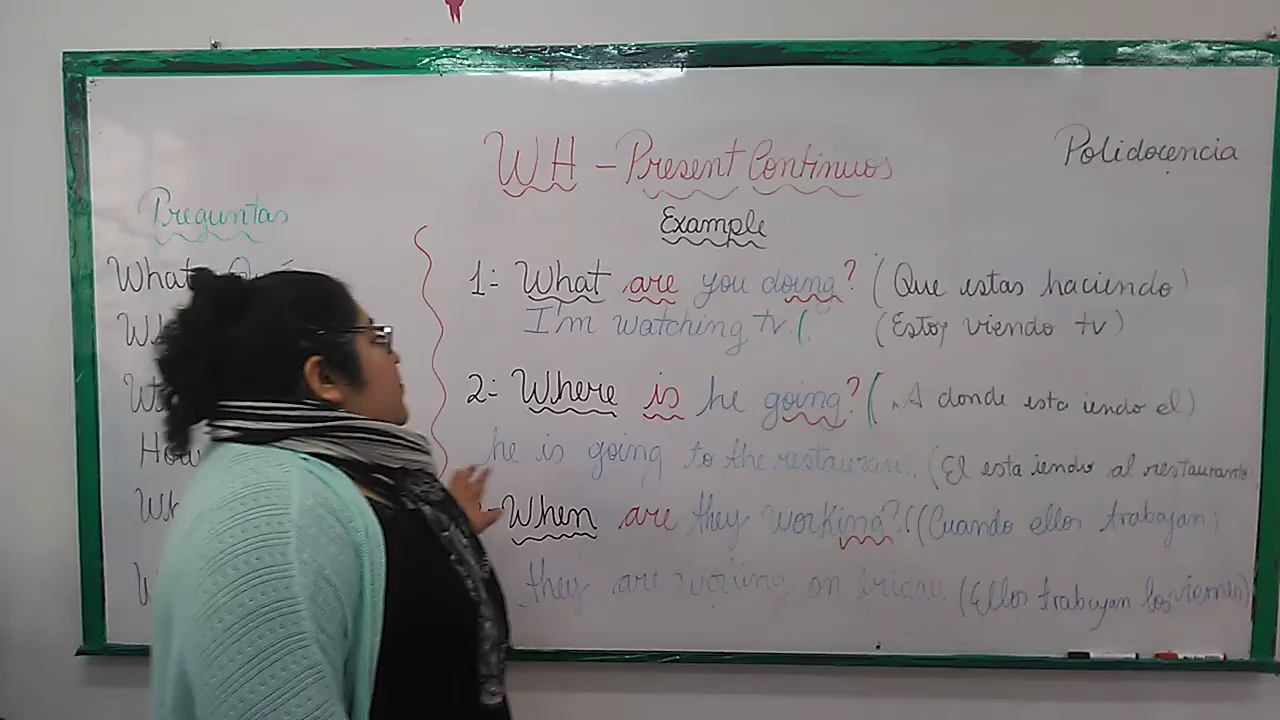 WH - Present Continuos
Polidocencia
Preguntas
Example
What
How
1: What are you doing? (Que estas haciendo)
I'm watching tv. ( (Estoy viendo tv)
2: Where is he going? ( A donde esta iendo el)
he is going to the restaurant. (El esta iendo al restaurante
When are they working? ((Cuando ellos trabajan)
they are working on friday (Ellos trabajan los viernes)